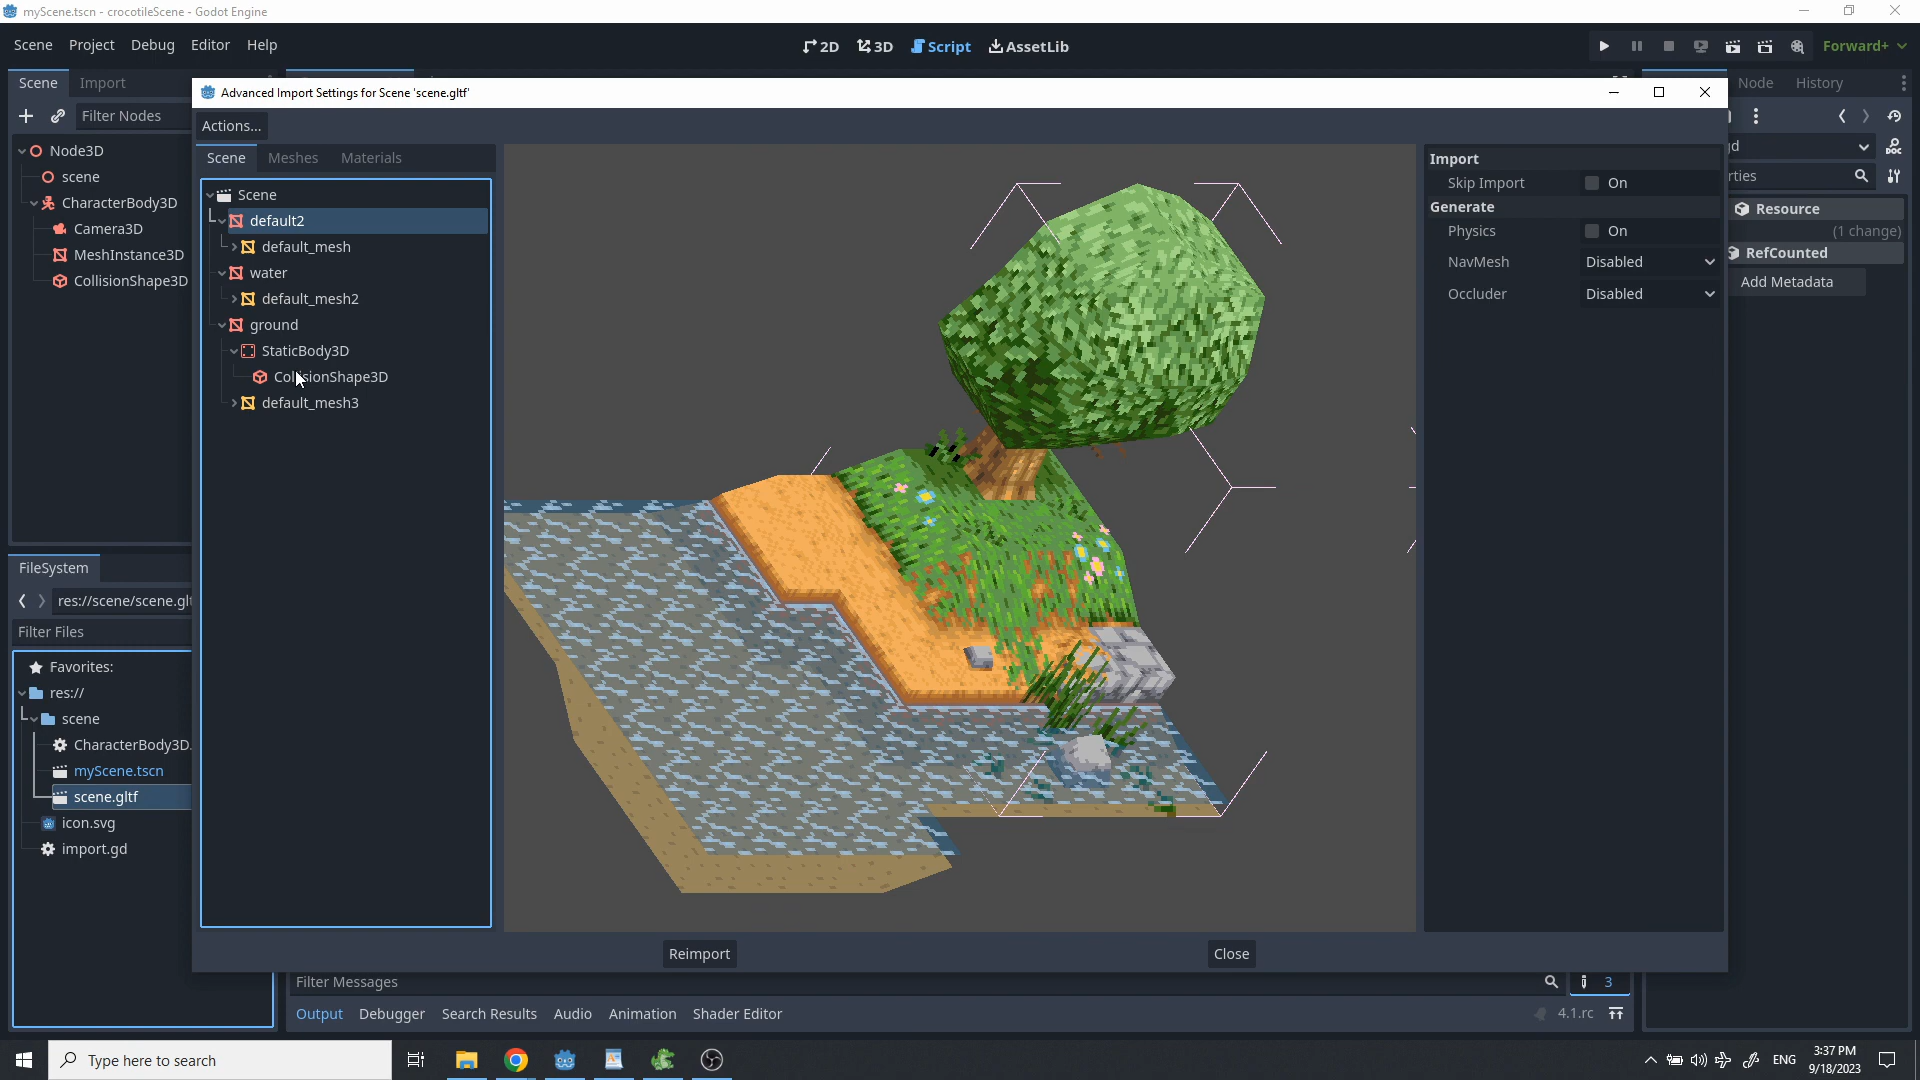 myScene.tscn - crocotileScene - Godot Engine
Scene Project Debug Editor Help
2D 3D Script AssetLib
Forward+
Scene Import
Node History
Advanced Import Settings for Scene 'scene.gltf'
Filter Nodes
Actions...
Node3D
scene
CharacterBody3D
Camera3D
MeshInstance3D
CollisionShape3D
Scene Meshes Materials
Scene
default2
default_mesh
water
default_mesh2
ground
StaticBody3D
CollisionShape3D
default_mesh3
Import
Skip Import On
Generate
Physics On
NavMesh Disabled
Occluder Disabled
Resource
(1 change)
RefCounted
Add Metadata
FileSystem
res://scene/scene.glt
Filter Files
Favorites:
res://
scene
CharacterBody3D.
myScene.tscn
scene.gltf
icon.svg
import.gd
Reimport Close
Filter Messages
3
Output Debugger Search Results Audio Animation Shader Editor
4.1.rc
Type here to search
ENG
3:37 PM
9/18/2023